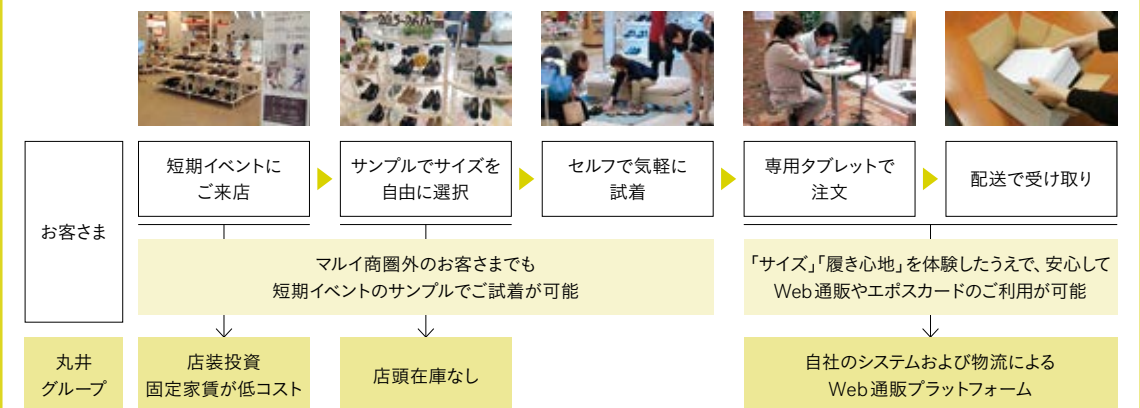 20.5-26.0
お客さま
短期イベントに
ご来店
サンプルでサイズを
自由に選択
セルフで気軽に
試着
専用タブレットで
注文
配送で受け取り
マルイ商圏外のお客さまでも
短期イベントのサンプルでご試着が可能
「サイズ」「履き心地」を体験したうえで、安心して
Web通販やエポスカードのご利用が可能
丸井
グループ
店装投資
固定家賃が低コスト
店頭在庫なし
自社のシステムおよび物流による
Web通販プラットフォーム